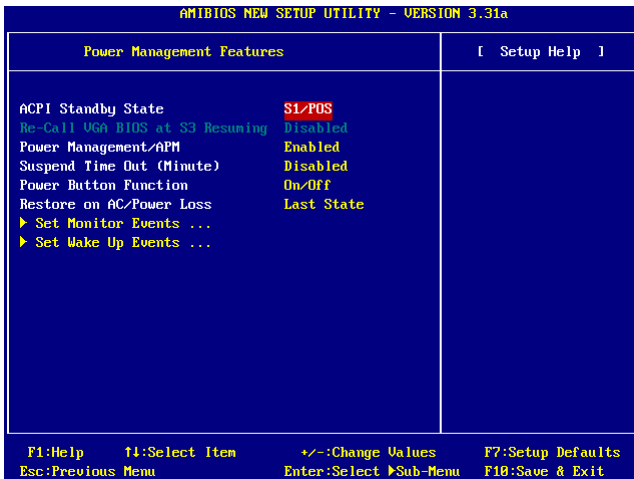 AMIBIOS NEW SETUP UTILITY - VERSION 3.31a
Power Management Features
[ Setup Help ]
ACPI Standby State S1/POS
Re-Call VGA BIOS at S3 Resuming Disabled
Power Management/APM Enabled
Suspend Time Out (Minute) Disabled
Power Button Function On/Off
Restore on AC/Power Loss Last State
▶ Set Monitor Events ...
▶ Set Wake Up Events ...
F1:Help ↑↓:Select Item +/-:Change Values F7:Setup Defaults
Esc:Previous Menu Enter:Select ▶Sub-Menu F10:Save & Exit